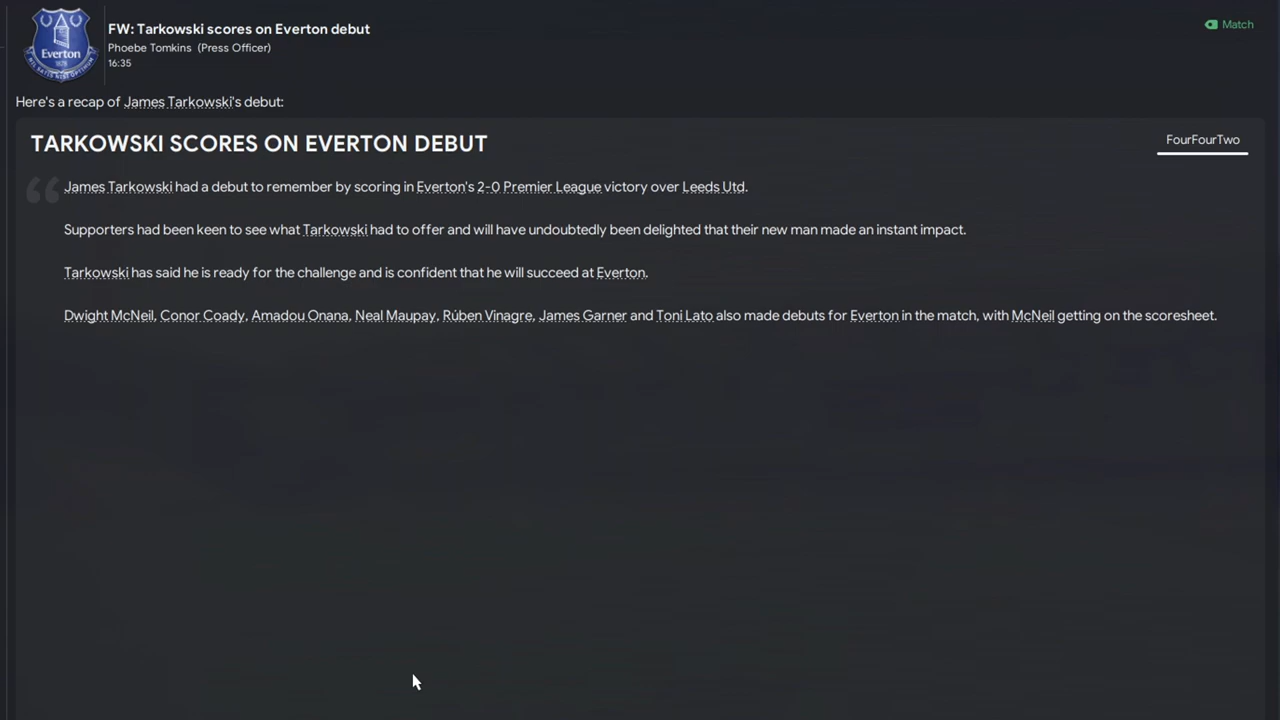 FW: Tarkowski scores on Everton debut
Match
Phoebe Tomkins (Press Officer)
16:35
Everton
1878
NIL SATIS NISI OPTIMUM
Here's a recap of James Tarkowski's debut:
TARKOWSKI SCORES ON EVERTON DEBUT
FourFourTwo
James Tarkowski had a debut to remember by scoring in Everton's 2-0 Premier League victory over Leeds Utd.
Supporters had been keen to see what Tarkowski had to offer and will have undoubtedly been delighted that their new man made an instant impact.
Tarkowski has said he is ready for the challenge and is confident that he will succeed at Everton.
Dwight McNeil, Conor Coady, Amadou Onana, Neal Maupay, Rúben Vinagre, James Garner and Toni Lato also made debuts for Everton in the match, with McNeil getting on the scoresheet.